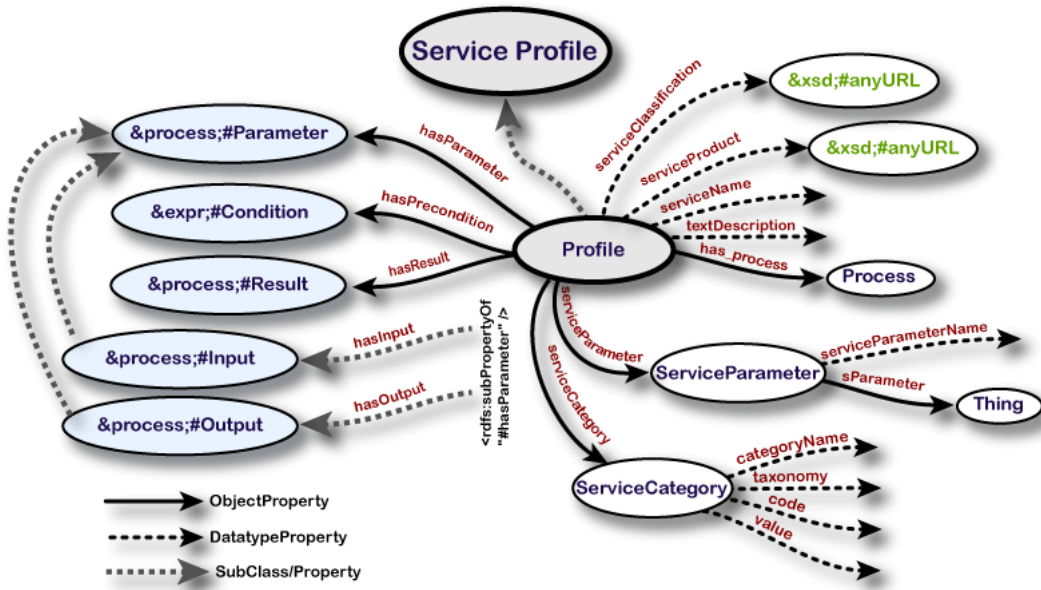 Service Profile
&xsd;#anyURL
&xsd;#anyURL
serviceClassification
serviceProduct
serviceName
textDescription
has_process
Process
&process;#Parameter
hasParameter
&expr;#Condition
hasPrecondition
Profile
&process;#Result
hasResult
&process;#Input
hasInput
&process;#Output
hasOutput
<rdfs:subPropertyOf
"#hasParameter" />
serviceParameter
serviceCategory
ServiceParameter
serviceParameterName
sParameter
Thing
ServiceCategory
categoryName
taxonomy
code
value
ObjectProperty
DatatypeProperty
SubClass/Property